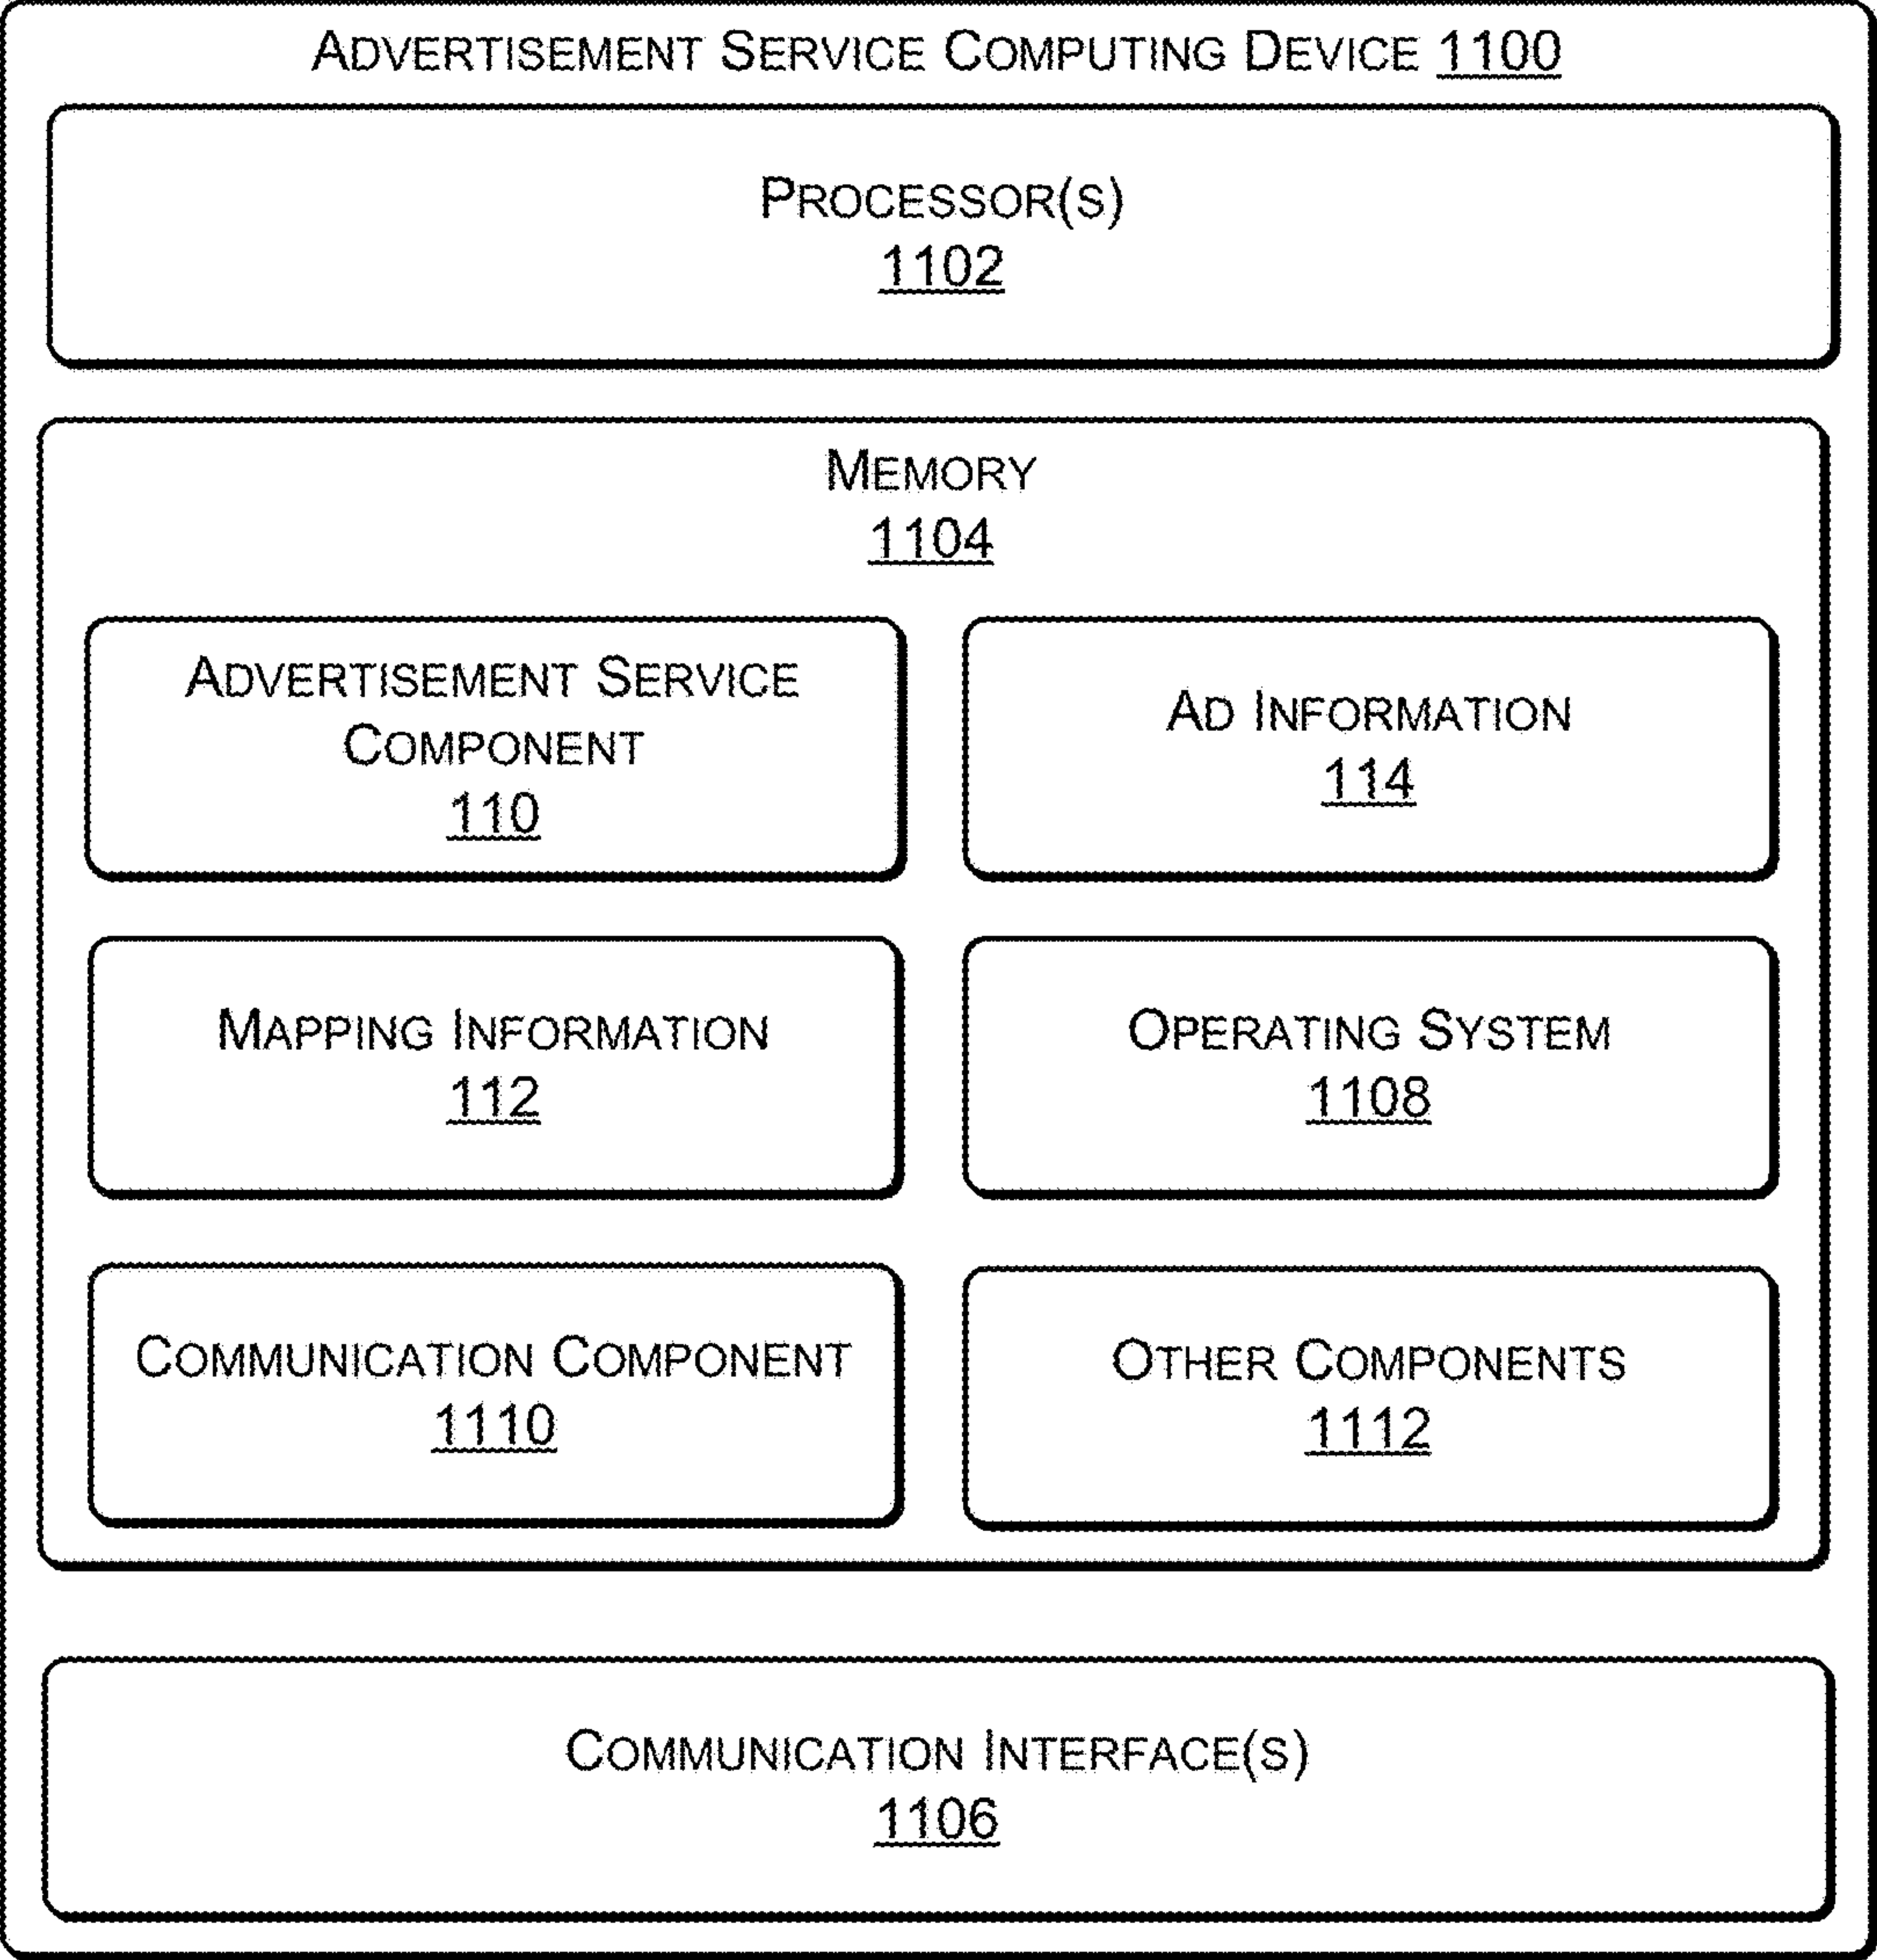 ADVERTISEMENT SERVICE COMPUTING DEVICE 1100
PROCESSOR(S)
1102
MEMORY
1104
ADVERTISEMENT SERVICE
COMPONENT
110
AD INFORMATION
114
MAPPING INFORMATION
112
OPERATING SYSTEM
1108
COMMUNICATION COMPONENT
1110
OTHER COMPONENTS
1112
COMMUNICATION INTERFACE(S)
1106